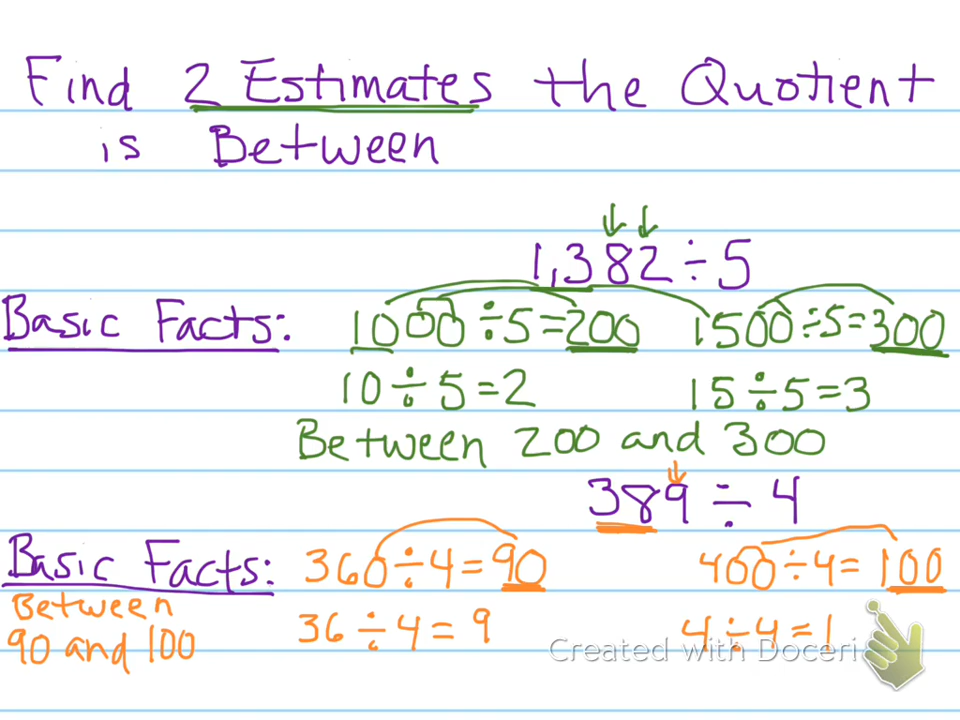 Find 2 Estimates the Quotient
is Between
1,382 ÷ 5
Basic Facts: 1000 ÷ 5 = 200 1500 ÷ 5 = 300
10 ÷ 5 = 2 15 ÷ 5 = 3
Between 200 and 300
389 ÷ 4
Basic Facts: 360 ÷ 4 = 90 400 ÷ 4 = 100
Between
90 and 100 36 ÷ 4 = 9 4 ÷ 4 = 1
Created with Doceri